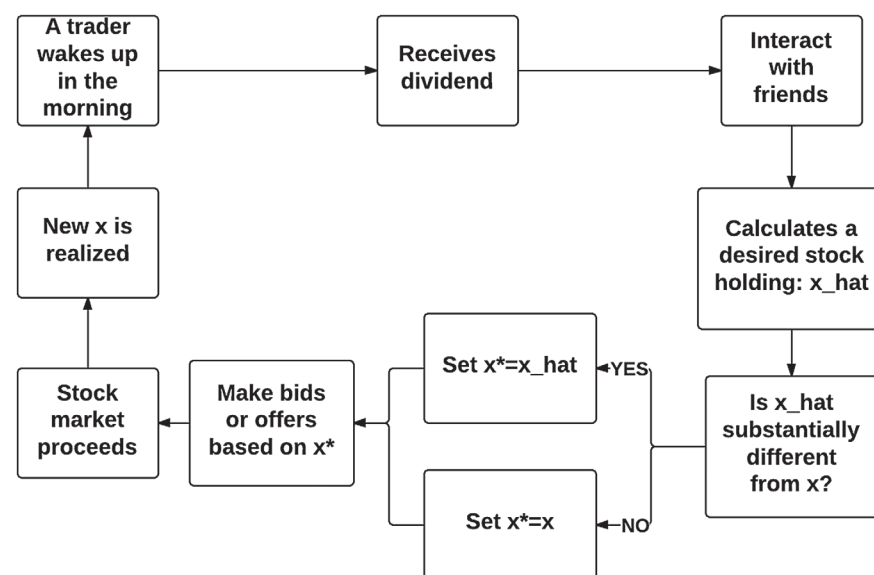 A trader
wakes up
in the
morning
Receives
dividend
Interact
with
friends
Calculates a
desired stock
holding: x_hat
Is x_hat
substantially
different
from x?
YES
Set x*=x_hat
NO
Set x*=x
Make bids
or offers
based on x*
Stock
market
proceeds
New x is
realized